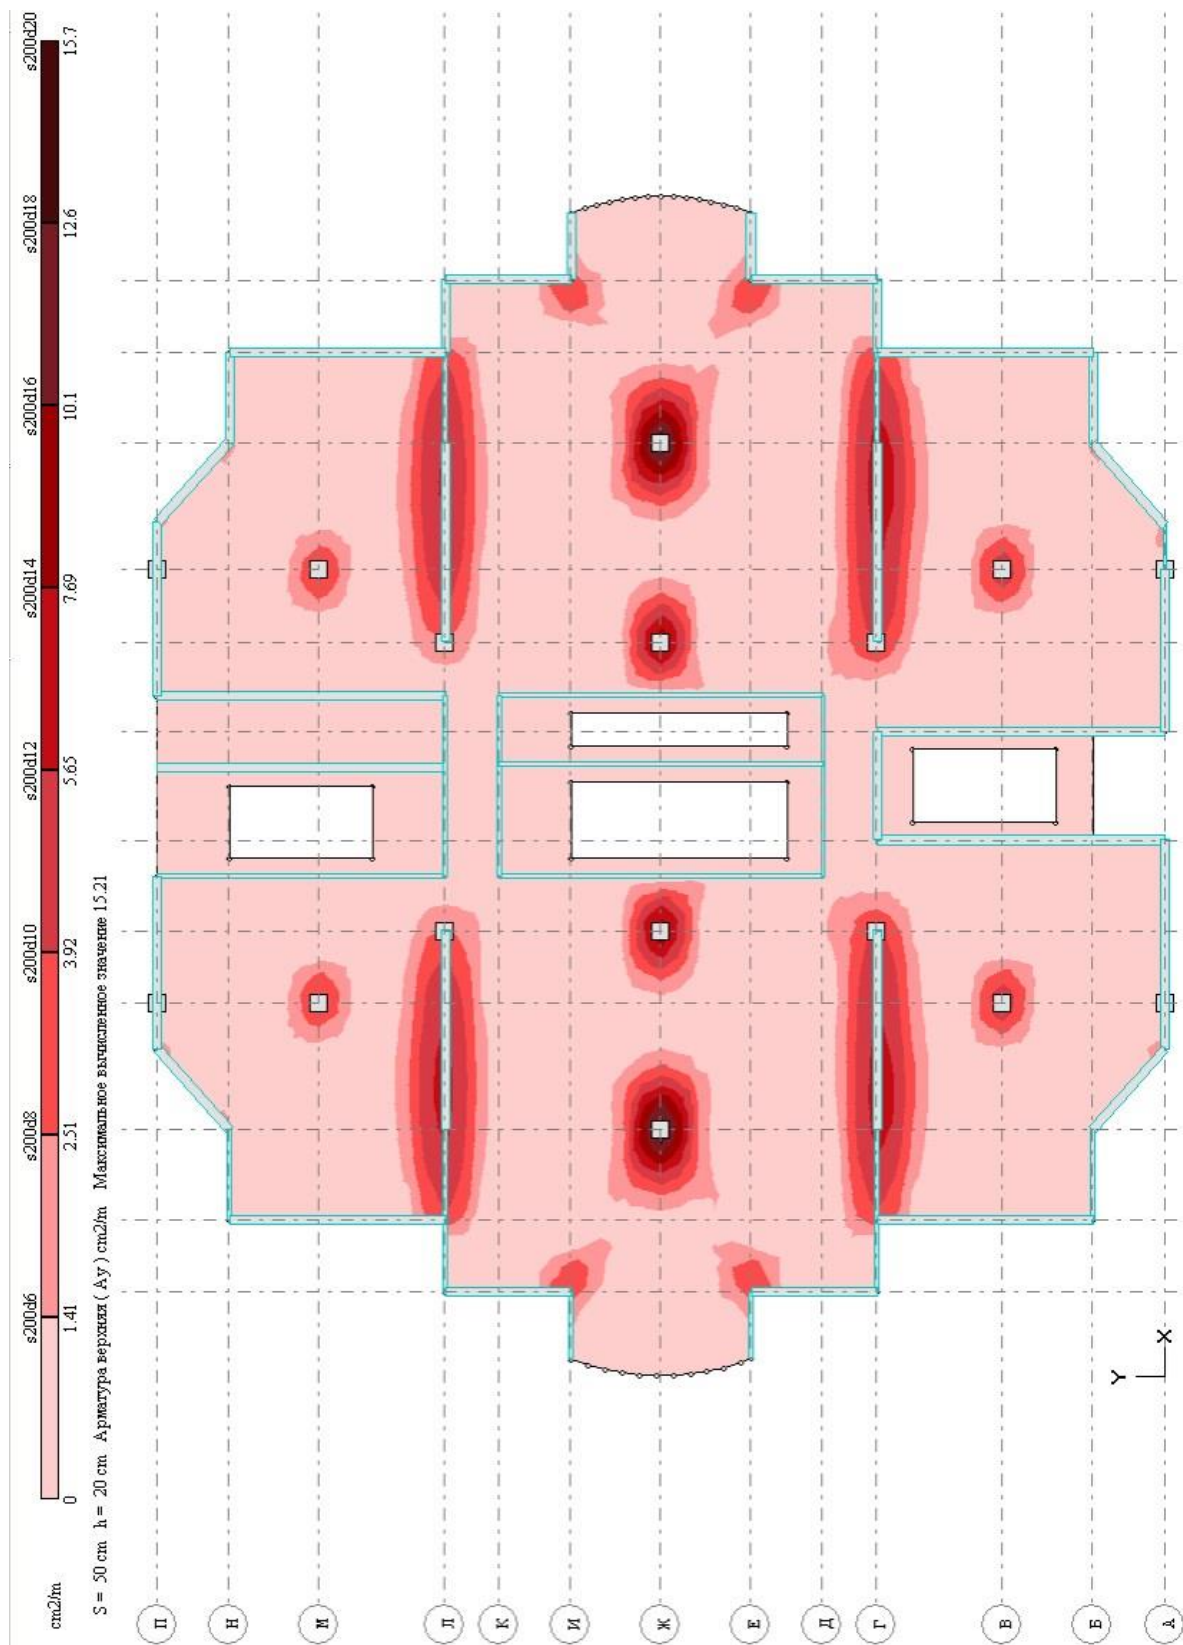 cm2/m
s200d6 s200d8 s200d10 s200d12 s200d14 s200d16 s200d18 s200d20
0 1.41 2.51 3.92 5.65 7.69 10.1 12.6 15.7
S = 50 cm h = 20 cm Арматура верхняя ( Ay ) cm2/m Максимальное вычисленное значение 15.21
П
Н
М
Л
К
И
Ж
Е
Д
Г
В
Б
А
Y
X